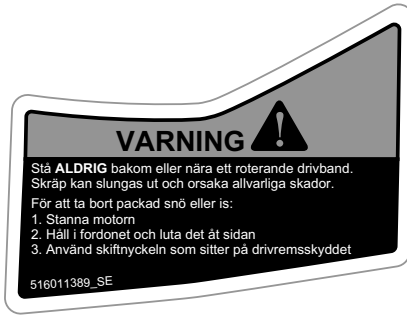 VARNING
Stå ALDRIG bakom eller nära ett roterande drivband.
Skräp kan slungas ut och orsaka allvarliga skador.
För att ta bort packad snö eller is:
1. Stanna motorn
2. Håll i fordonet och luta det åt sidan
3. Använd skiftnyckeln som sitter på drivremsskyddet
516011389_SE